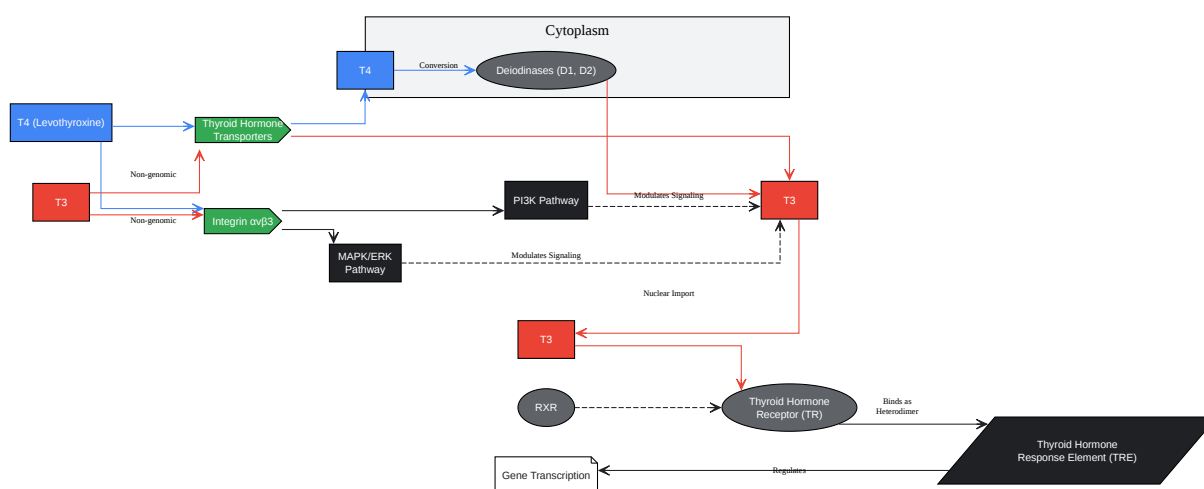 Cytoplasm
T4
Conversion
Deiodinases (D1, D2)
T4 (Levothyroxine)
Thyroid Hormone
Transporters
Non-genomic
T3
Non-genomic
Integrin αvβ3
PI3K Pathway
Modulates Signaling
T3
MAPK/ERK
Pathway
Modulates Signaling
Nuclear Import
T3
RXR
Thyroid Hormone
Receptor (TR)
Binds as
Heterodimer
Thyroid Hormone
Response Element (TRE)
Regulates
Gene Transcription